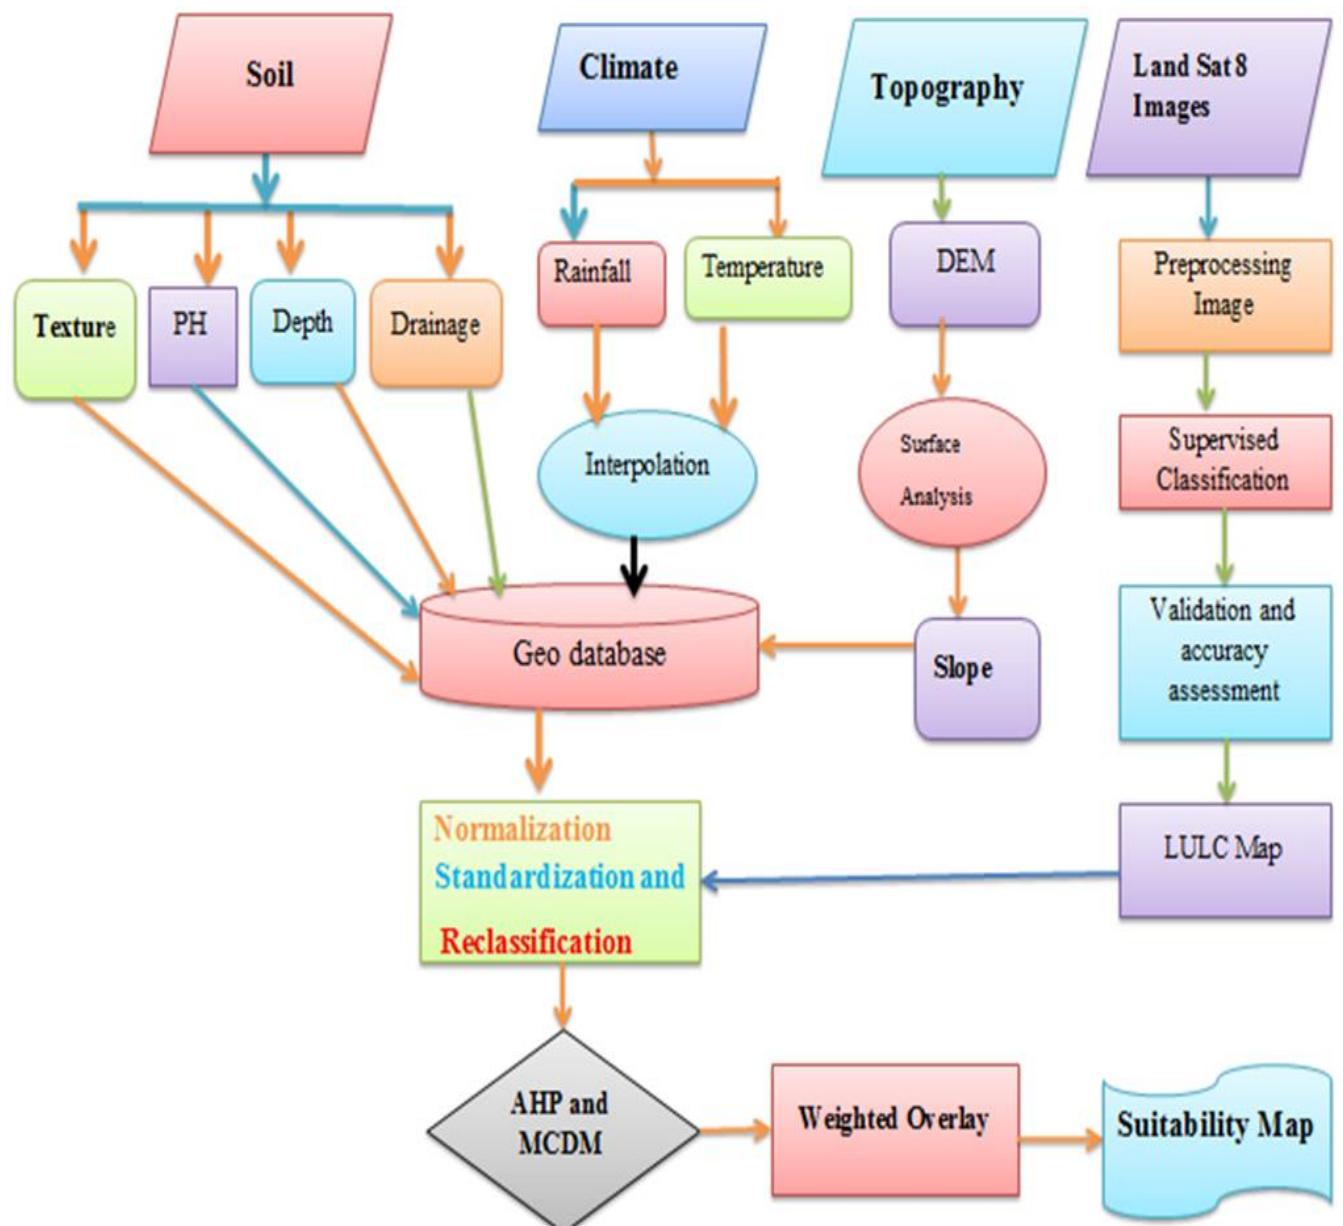 Soil
Climate
Topography
Land Sat 8
Images
Texture
PH
Depth
Drainage
Rainfall
Temperature
DEM
Preprocessing
Image
Interpolation
Surface
Analysis
Supervised
Classification
Geo database
Slope
Validation and
accuracy
assessment
Normalization
Standardization and
Reclassification
LULC Map
AHP and
MCDM
Weighted Overlay
Suitability Map